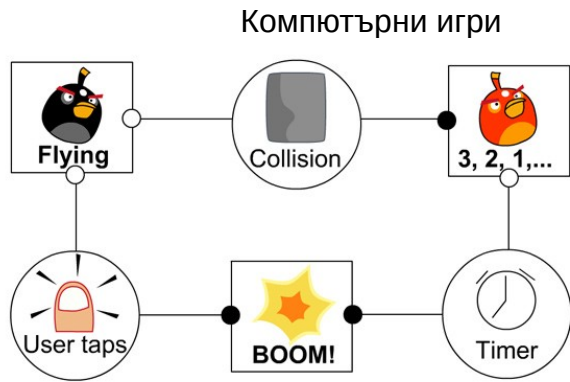 Компютърни игри
Flying
Collision
3, 2, 1,...
User taps
BOOM!
Timer